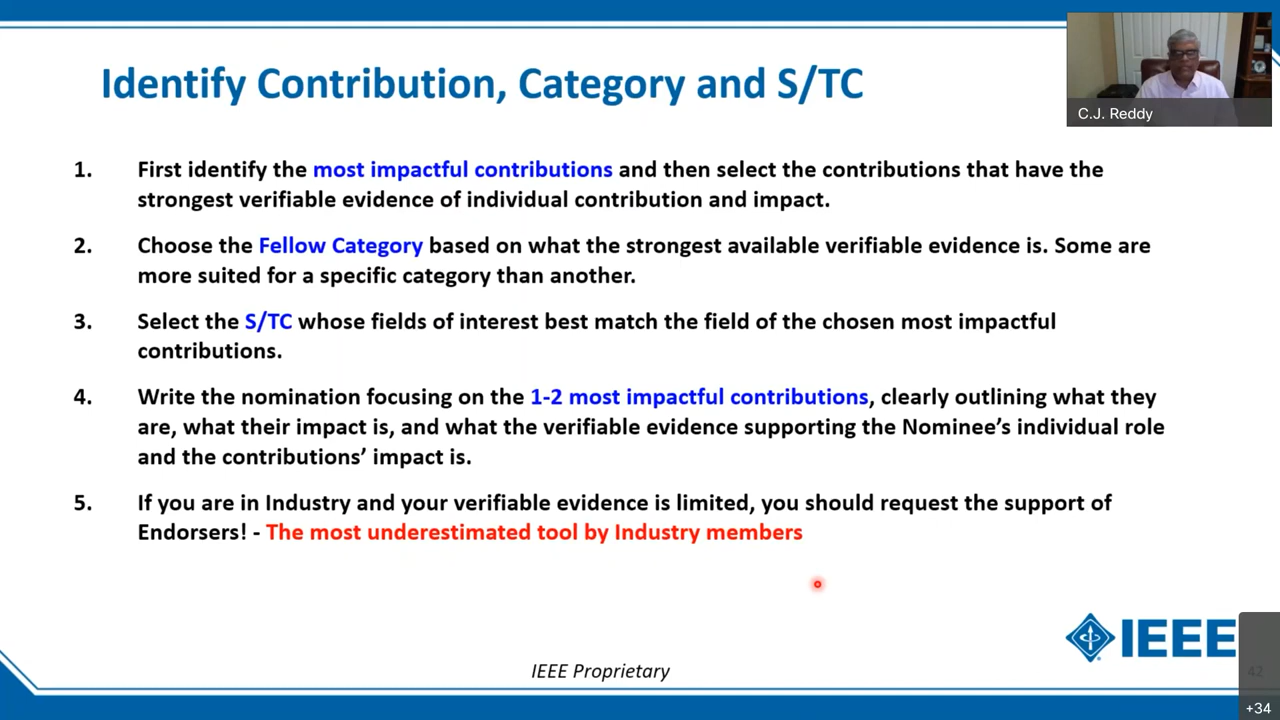 Identify Contribution, Category and S/TC
C.J. Reddy
1. First identify the most impactful contributions and then select the contributions that have the
strongest verifiable evidence of individual contribution and impact.
2. Choose the Fellow Category based on what the strongest available verifiable evidence is. Some are
more suited for a specific category than another.
3. Select the S/TC whose fields of interest best match the field of the chosen most impactful
contributions.
4. Write the nomination focusing on the 1-2 most impactful contributions, clearly outlining what they
are, what their impact is, and what the verifiable evidence supporting the Nominee’s individual role
and the contributions’ impact is.
5. If you are in Industry and your verifiable evidence is limited, you should request the support of
Endorsers! - The most underestimated tool by Industry members
IEEE
IEEE Proprietary
42
+34